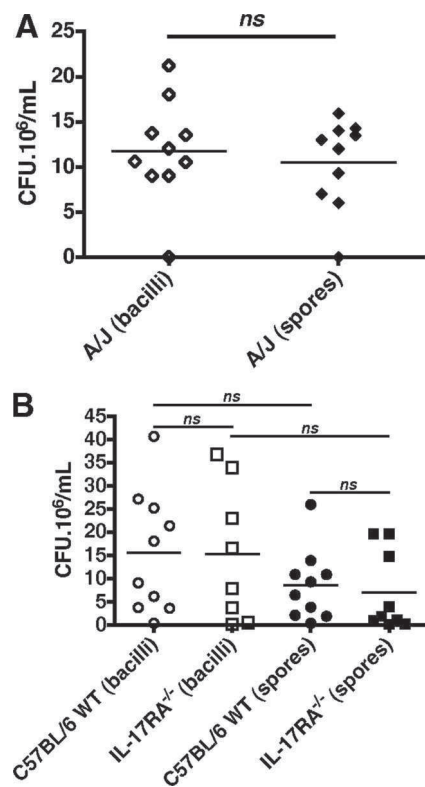 A
ns
CFU.10⁶/mL
25
20
15
10
5
0
A/J (bacilli)
A/J (spores)
B
ns
ns
ns
ns
CFU.10⁶/mL
45
40
35
30
25
20
15
10
5
0
C57BL/6 WT (bacilli)
IL-17RA⁻/⁻ (bacilli)
C57BL/6 WT (spores)
IL-17RA⁻/⁻ (spores)